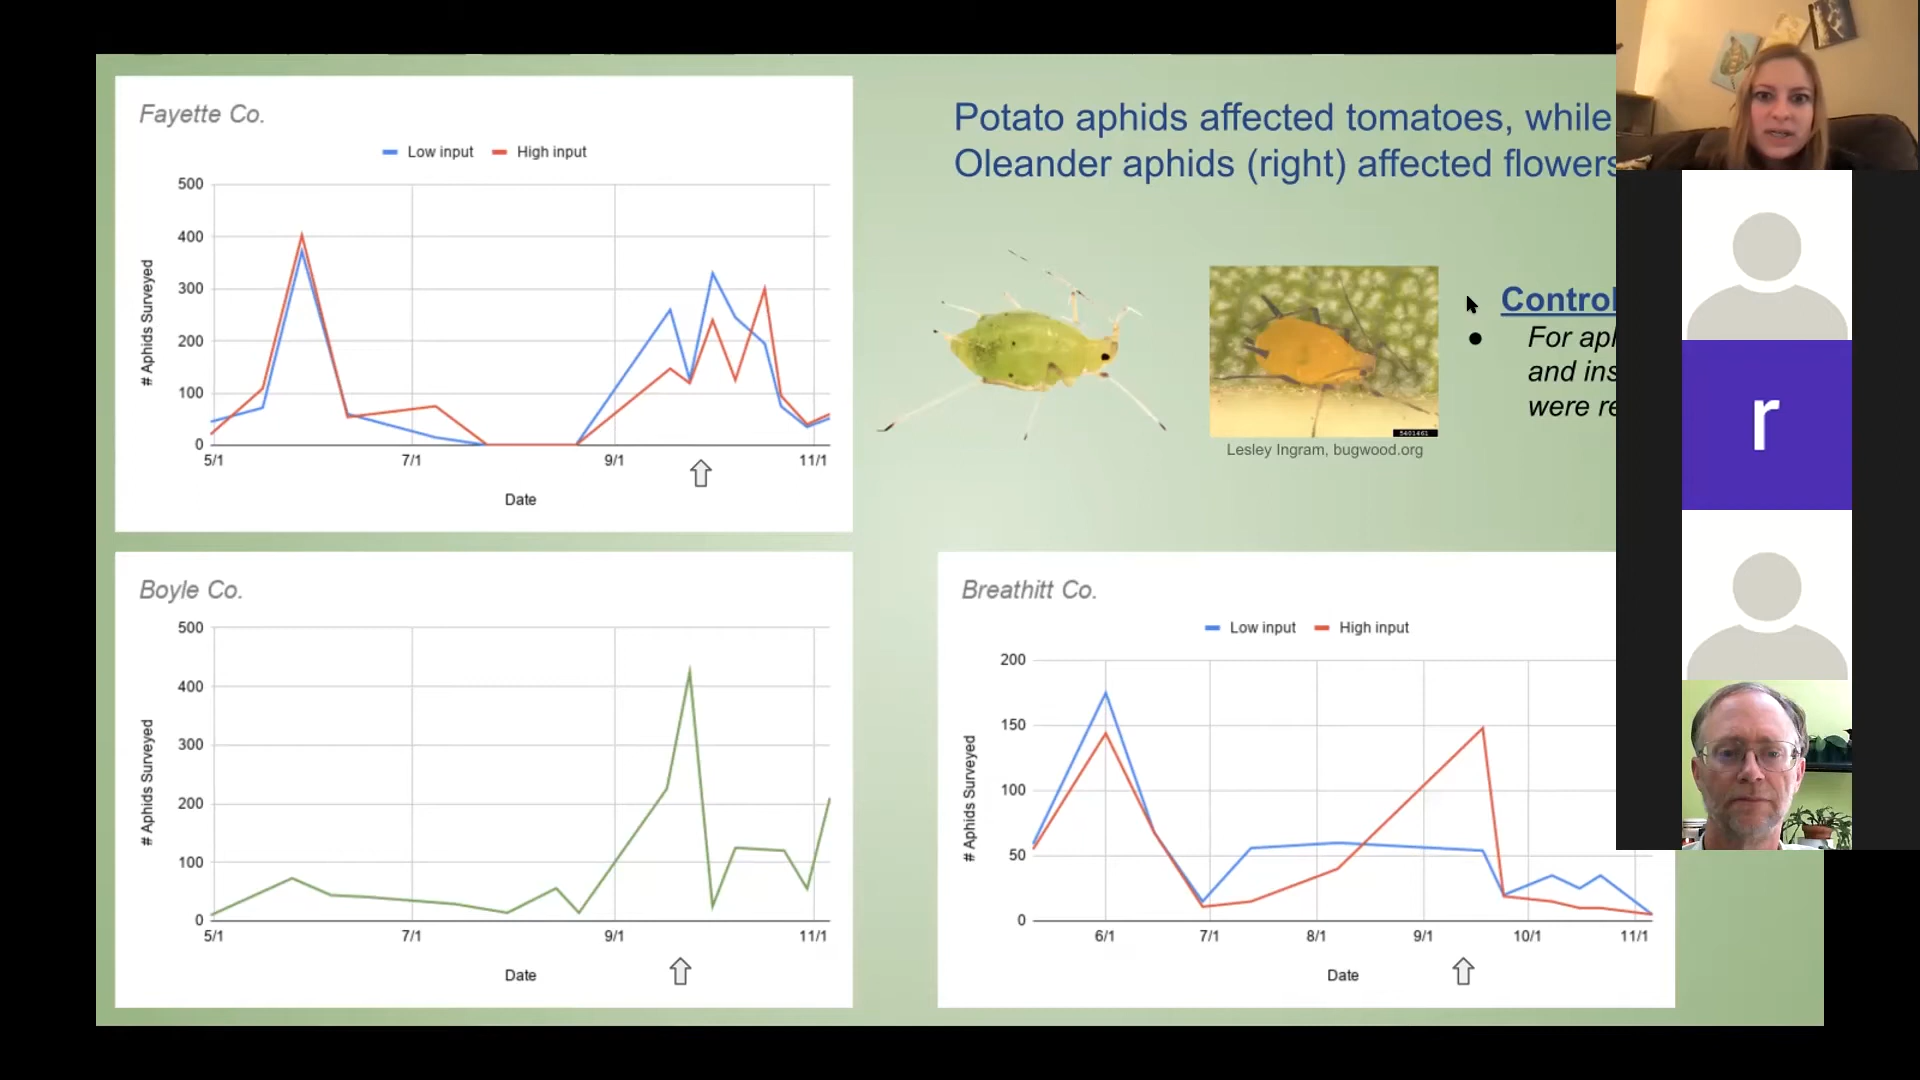 Fayette Co.
Low input High input
500
400
300
200
100
0
# Aphids Surveyed
5/1 7/1 9/1 11/1
Date
Potato aphids affected tomatoes, while
Oleander aphids (right) affected flowers
5401461
Lesley Ingram, bugwood.org
Control
For aph
and ins
were re
r
Boyle Co.
500
400
300
200
100
0
# Aphids Surveyed
5/1 7/1 9/1 11/1
Date
Breathitt Co.
Low input High input
200
150
100
50
0
# Aphids Surveyed
6/1 7/1 8/1 9/1 10/1 11/1
Date